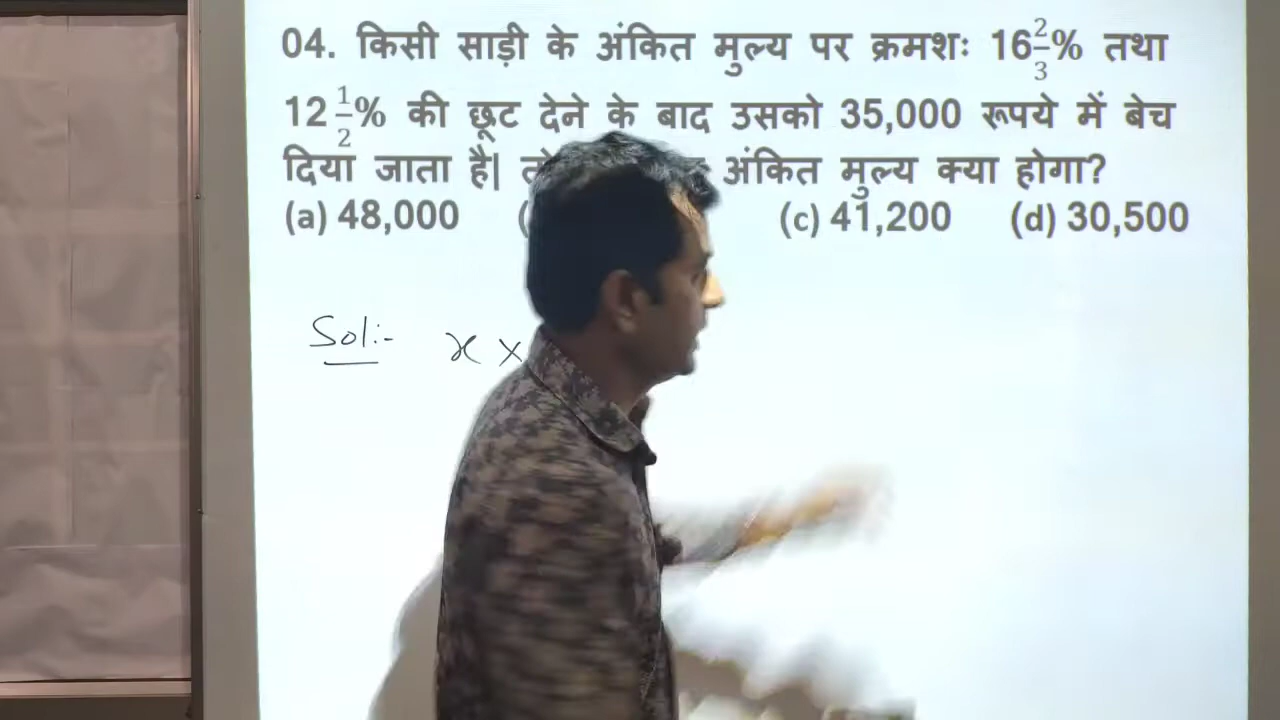 04. किसी साड़ी के अंकित मुल्य पर क्रमशः 16 2/3% तथा
12 1/2% की छूट देने के बाद उसको 35,000 रूपये में बेच
दिया जाता है| अंकित मुल्य क्या होगा?
(a) 48,000 (c) 41,200 (d) 30,500
Sol:- x ×